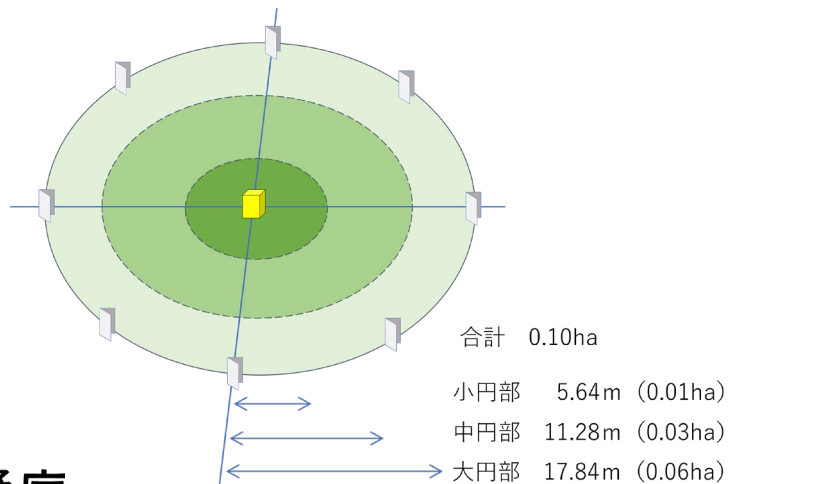 合計 0.10ha
小円部 5.64m（0.01ha）
中円部 11.28m（0.03ha）
大円部 17.84m（0.06ha）